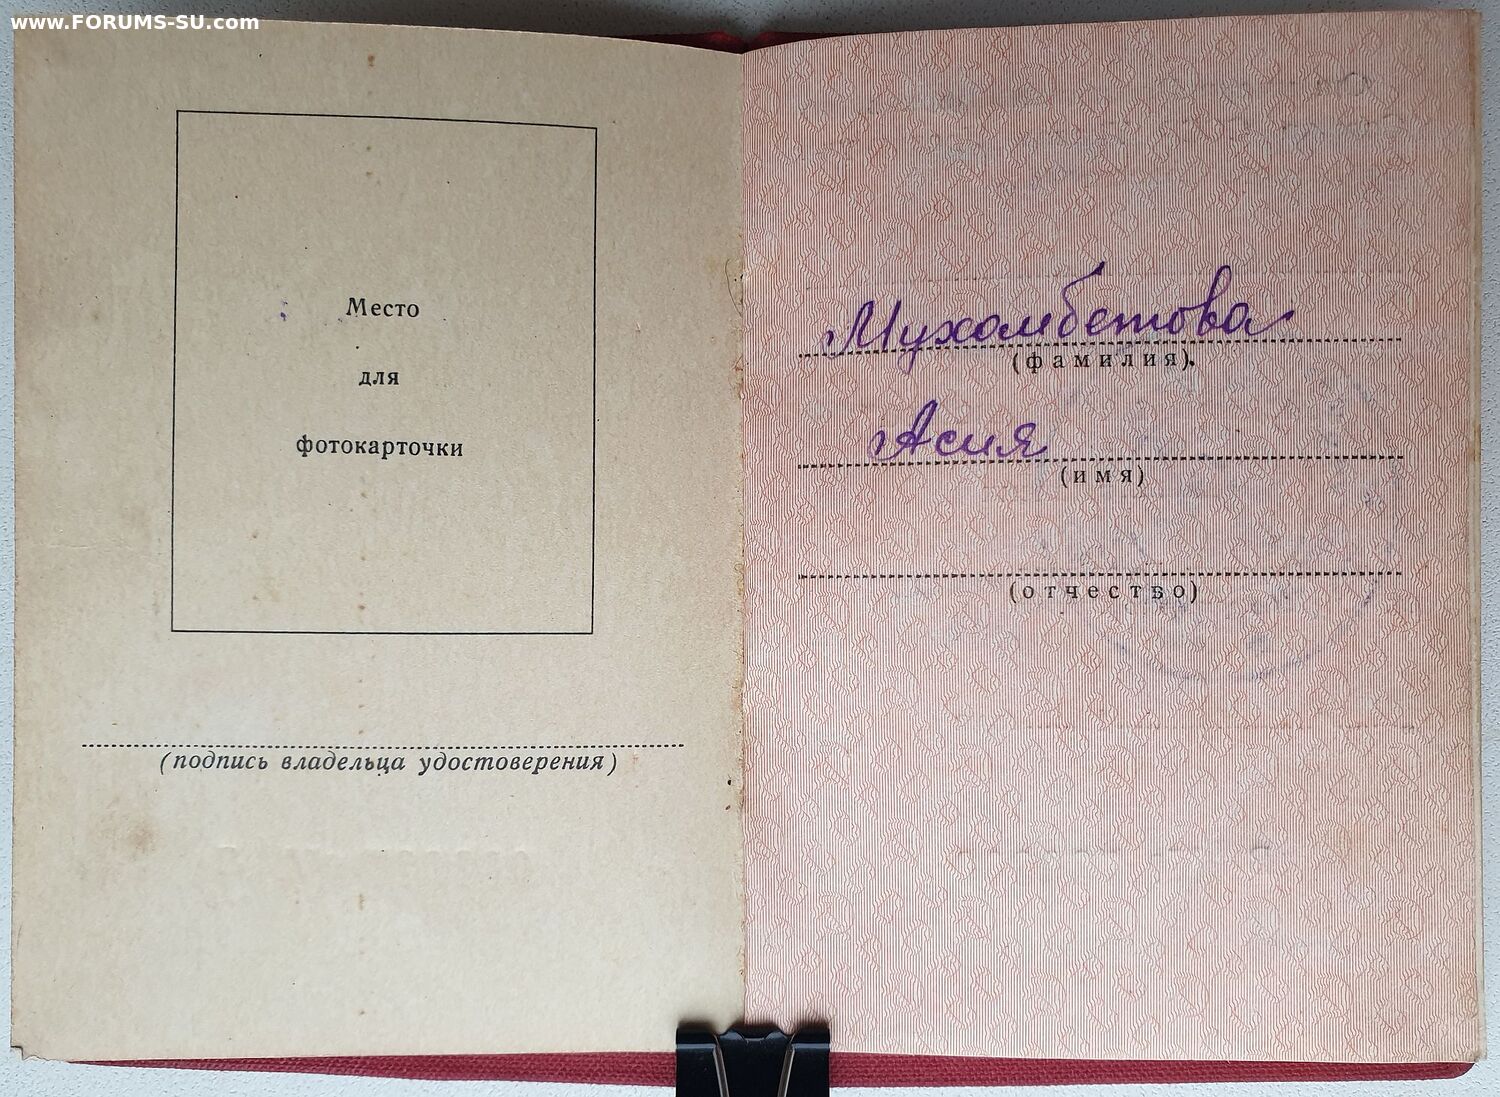 www.FORUMS-SU.com
Место
для
фотокарточки
(подпись владельца удостоверения)
Мухамбетова
(фамилия).
Асия
(имя)
(отчество)